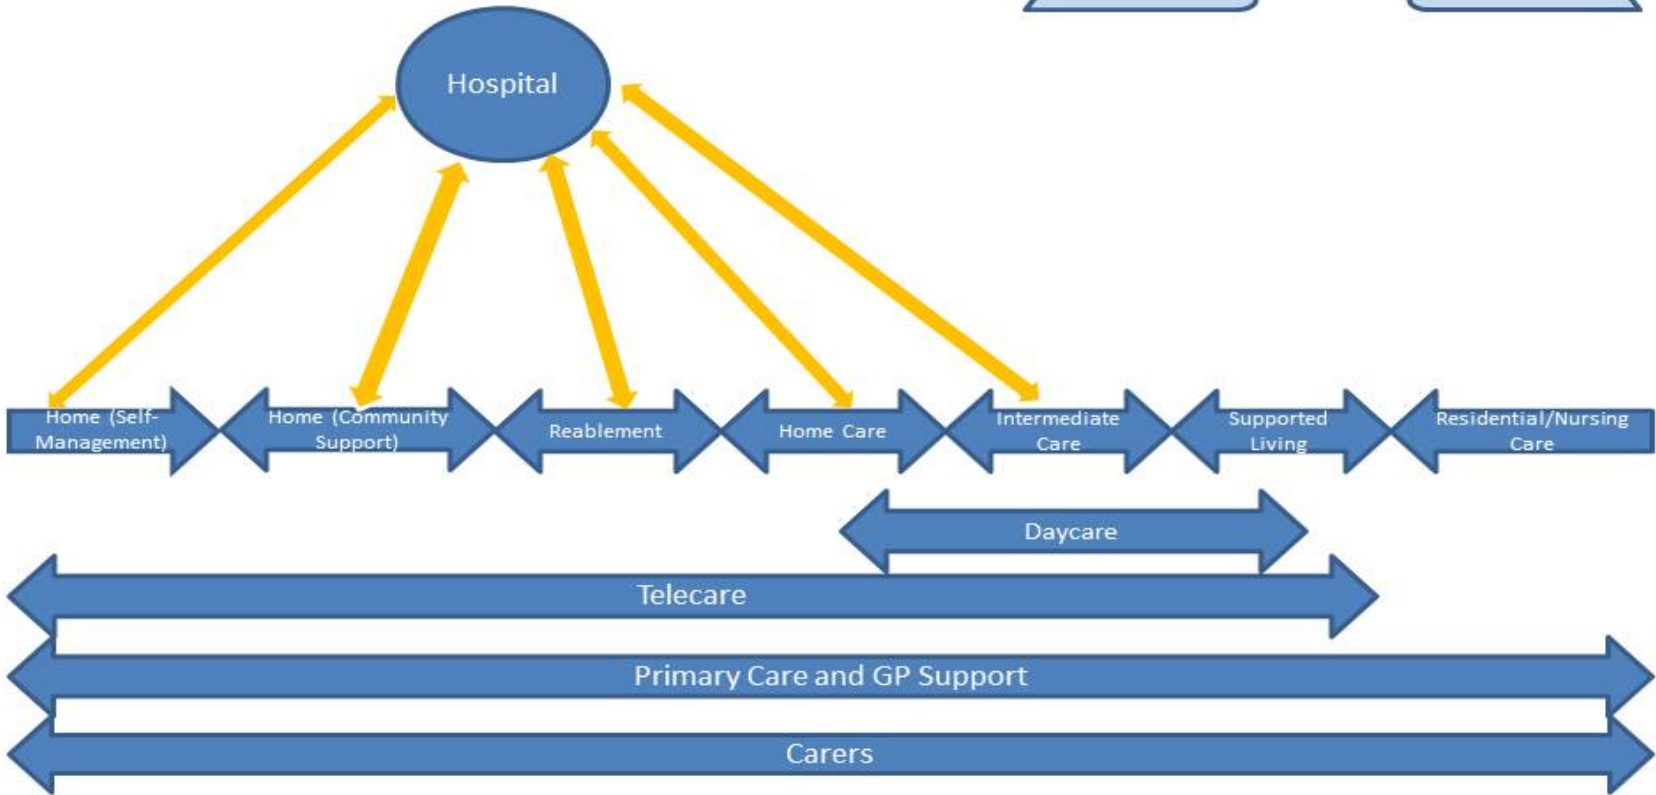 Hospital
Home (Self-
Management)
Home (Community
Support)
Reablement
Home Care
Intermediate
Care
Supported
Living
Residential/Nursing
Care
Daycare
Telecare
Primary Care and GP Support
Carers